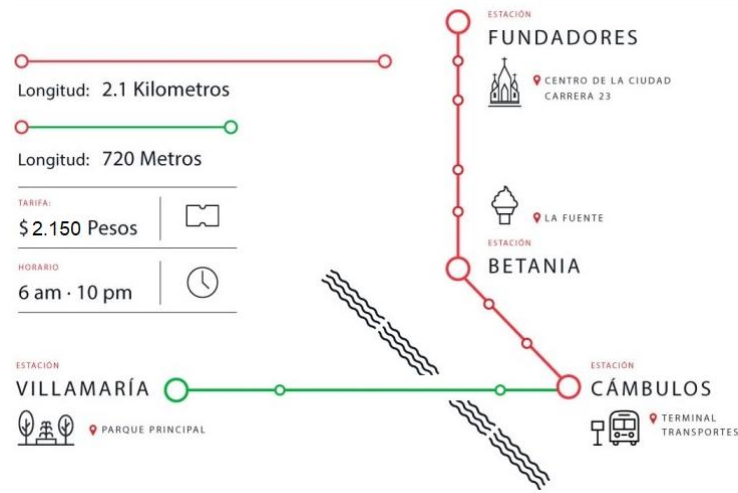 Longitud: 2.1 Kilometros
Longitud: 720 Metros
TARIFA:
$ 2.150 Pesos
HORARIO
6 am · 10 pm
ESTACIÓN
FUNDADORES
CENTRO DE LA CIUDAD
CARRERA 23
LA FUENTE
ESTACIÓN
BETANIA
ESTACIÓN
VILLAMARÍA
PARQUE PRINCIPAL
ESTACIÓN
CÁMBULOS
TERMINAL
TRANSPORTES